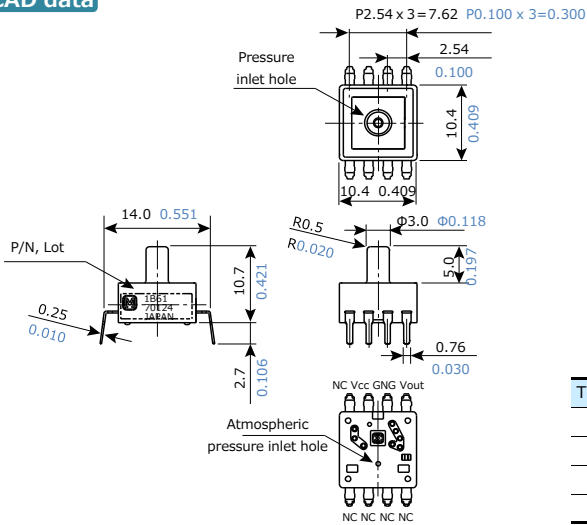 CAD data
P2.54 x 3=7.62 P0.100 x 3=0.300
2.54
0.100
Pressure
inlet hole
10.4
0.409
10.4 0.409
14.0 0.551
P/N, Lot
R0.5
R0.020
Φ3.0 Φ0.118
5.0
0.197
10.7
0.421
1B61
70124
JAPAN
0.25
0.010
2.7
0.106
0.76
0.030
NC Vcc GNG Vout
Atmospheric
pressure inlet hole
NC NC NC NC
T